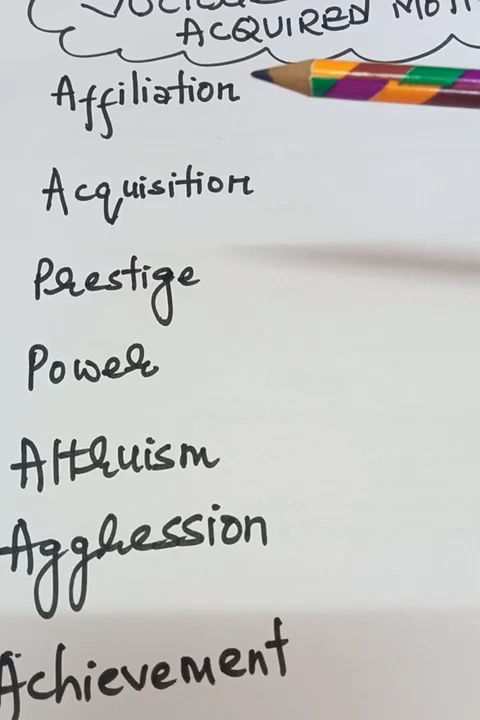 ACQUIRED
Affiliation
Acquisition
Prestige
Power
Altruism
Aggression
Achievement